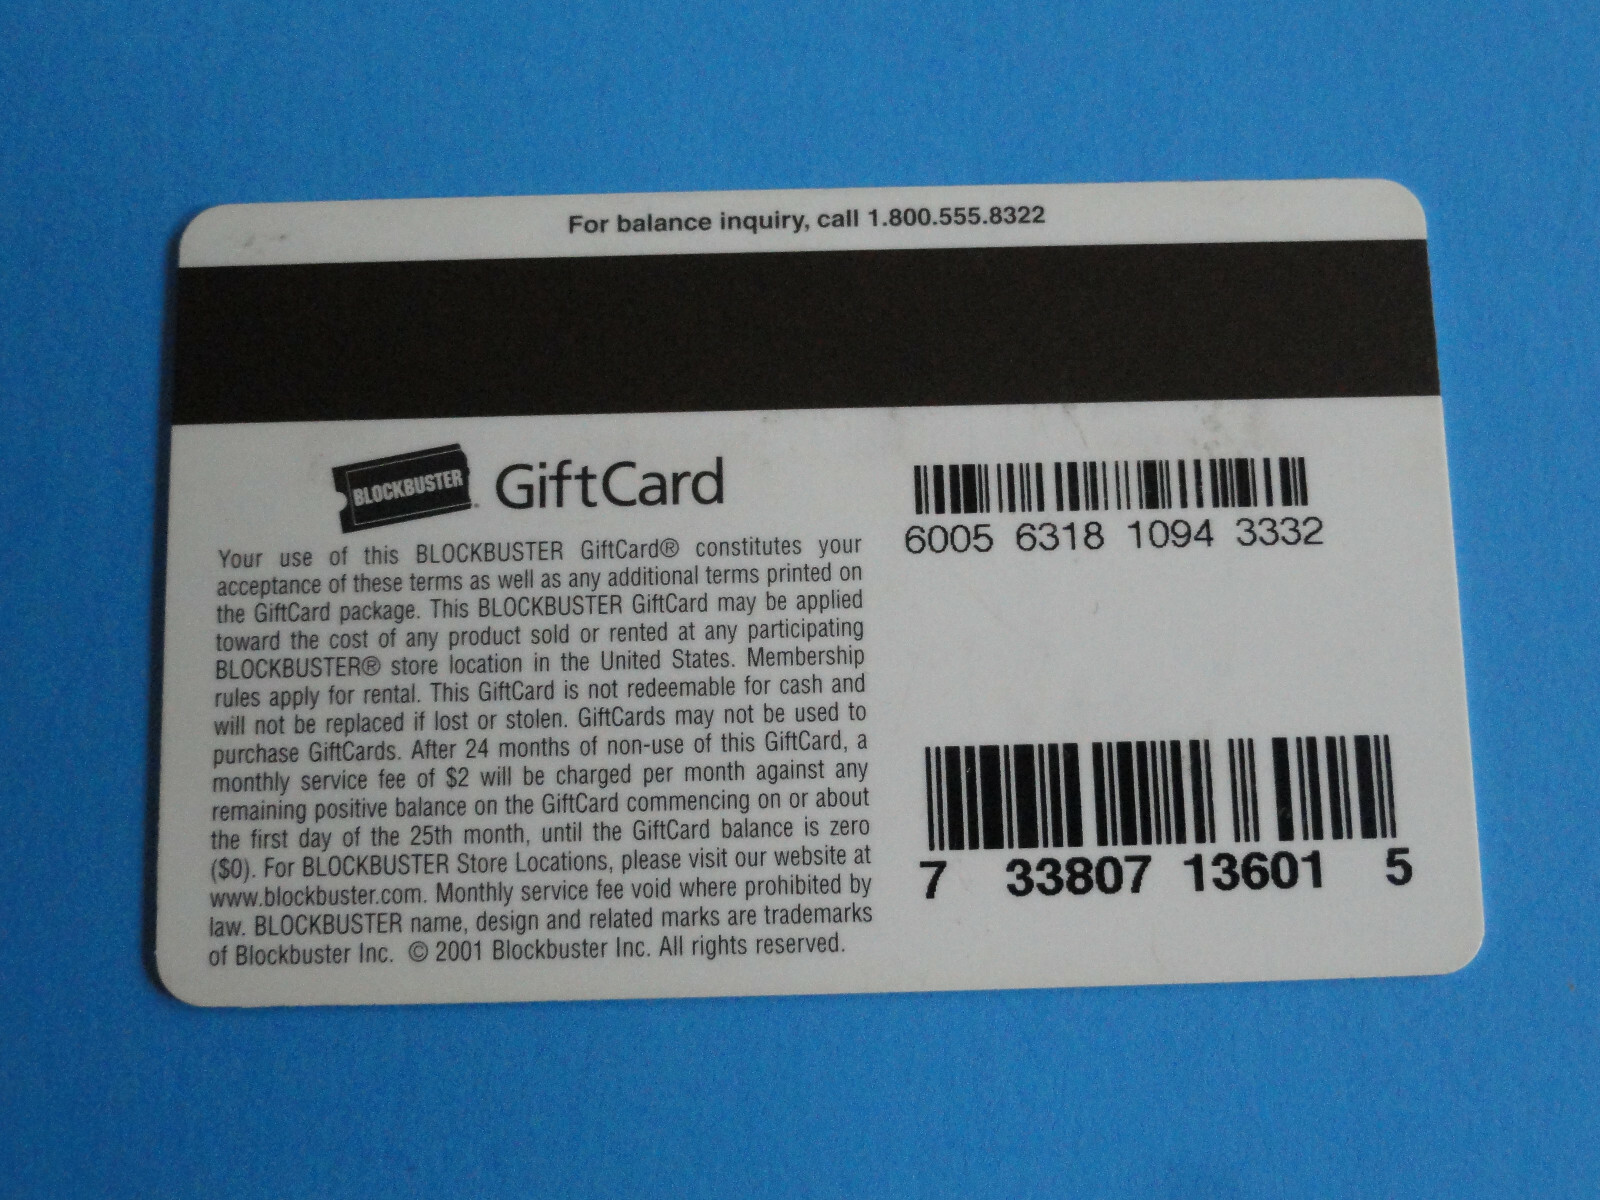 For balance inquiry, call 1.800.555.8322
BLOCKBUSTER. GiftCard
Your use of this BLOCKBUSTER GiftCard® constitutes your
acceptance of these terms as well as any additional terms printed on
the GiftCard package. This BLOCKBUSTER GiftCard may be applied
toward the cost of any product sold or rented at any participating
BLOCKBUSTER® store location in the United States. Membership
rules apply for rental. This GiftCard is not redeemable for cash and
will not be replaced if lost or stolen. GiftCards may not be used to
purchase GiftCards. After 24 months of non-use of this GiftCard, a
monthly service fee of $2 will be charged per month against any
remaining positive balance on the GiftCard commencing on or about
the first day of the 25th month, until the GiftCard balance is zero
($0). For BLOCKBUSTER Store Locations, please visit our website at
www.blockbuster.com. Monthly service fee void where prohibited by
law. BLOCKBUSTER name, design and related marks are trademarks
of Blockbuster Inc. © 2001 Blockbuster Inc. All rights reserved.
6005 6318 1094 3332
7 33807 13601 5